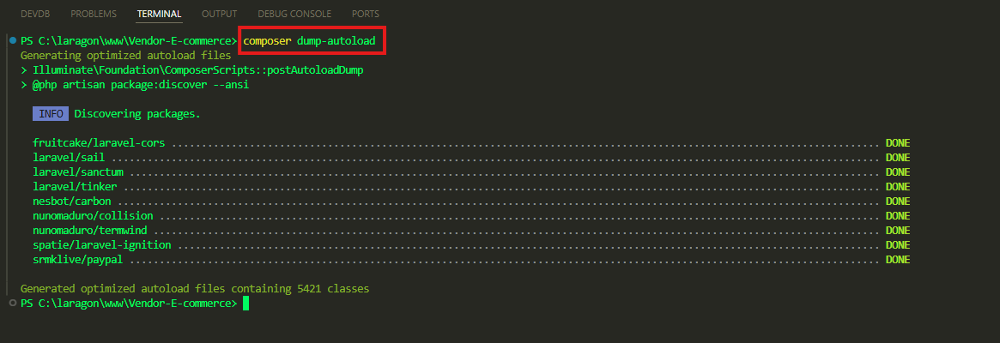 DEVDB PROBLEMS TERMINAL OUTPUT DEBUG CONSOLE PORTS
PS C:\laragon\www\Vendor-E-commerce> composer dump-autoload
Generating optimized autoload files
> Illuminate\Foundation\ComposerScripts::postAutoloadDump
> @php artisan package:discover --ansi
INFO Discovering packages.
fruitcake/laravel-cors ...................................................................................................................... DONE
laravel/sail ................................................................................................................................ DONE
laravel/sanctum ............................................................................................................................. DONE
laravel/tinker .............................................................................................................................. DONE
nesbot/carbon ............................................................................................................................... DONE
nunomaduro/collision ........................................................................................................................ DONE
nunomaduro/termwind ......................................................................................................................... DONE
spatie/laravel-ignition ..................................................................................................................... DONE
srmklive/paypal ............................................................................................................................. DONE
Generated optimized autoload files containing 5421 classes
PS C:\laragon\www\Vendor-E-commerce>